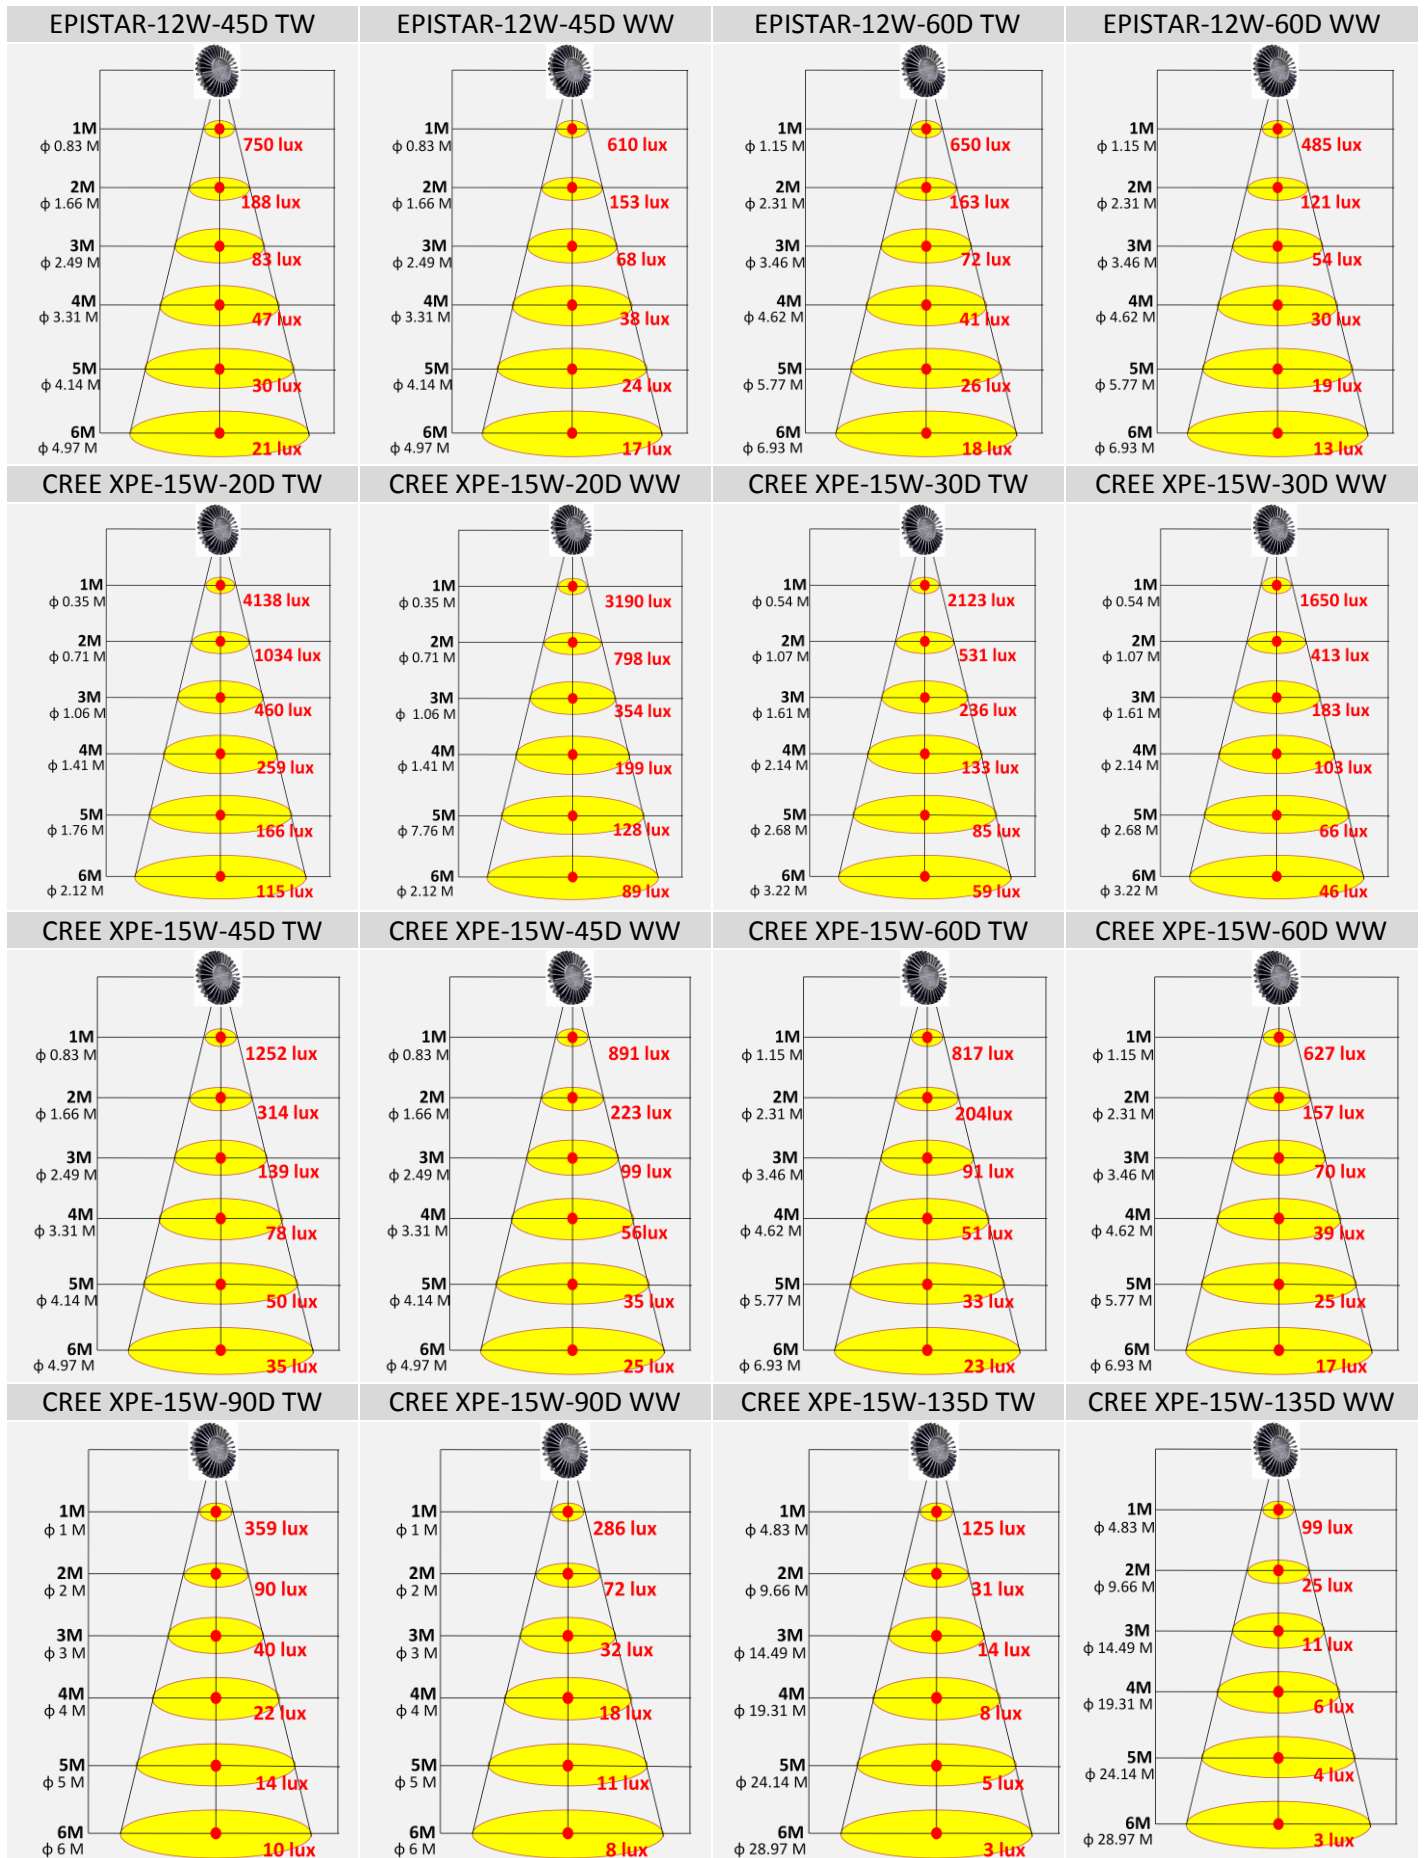 EPISTAR-12W-45D TW
1M
ϕ 0.83 M
750 lux
2M
ϕ 1.66 M
188 lux
3M
ϕ 2.49 M
83 lux
4M
ϕ 3.31 M
47 lux
5M
ϕ 4.14 M
30 lux
6M
ϕ 4.97 M
21 lux
EPISTAR-12W-45D WW
1M
ϕ 0.83 M
610 lux
2M
ϕ 1.66 M
153 lux
3M
ϕ 2.49 M
68 lux
4M
ϕ 3.31 M
38 lux
5M
ϕ 4.14 M
24 lux
6M
ϕ 4.97 M
17 lux
EPISTAR-12W-60D TW
1M
ϕ 1.15 M
650 lux
2M
ϕ 2.31 M
163 lux
3M
ϕ 3.46 M
72 lux
4M
ϕ 4.62 M
41 lux
5M
ϕ 5.77 M
26 lux
6M
ϕ 6.93 M
18 lux
EPISTAR-12W-60D WW
1M
ϕ 1.15 M
485 lux
2M
ϕ 2.31 M
121 lux
3M
ϕ 3.46 M
54 lux
4M
ϕ 4.62 M
30 lux
5M
ϕ 5.77 M
19 lux
6M
ϕ 6.93 M
13 lux
CREE XPE-15W-20D TW
1M
ϕ 0.35 M
4138 lux
2M
ϕ 0.71 M
1034 lux
3M
ϕ 1.06 M
460 lux
4M
ϕ 1.41 M
259 lux
5M
ϕ 1.76 M
166 lux
6M
ϕ 2.12 M
115 lux
CREE XPE-15W-20D WW
1M
ϕ 0.35 M
3190 lux
2M
ϕ 0.71 M
798 lux
3M
ϕ 1.06 M
354 lux
4M
ϕ 1.41 M
199 lux
5M
ϕ 7.76 M
128 lux
6M
ϕ 2.12 M
89 lux
CREE XPE-15W-30D TW
1M
ϕ 0.54 M
2123 lux
2M
ϕ 1.07 M
531 lux
3M
ϕ 1.61 M
236 lux
4M
ϕ 2.14 M
133 lux
5M
ϕ 2.68 M
85 lux
6M
ϕ 3.22 M
59 lux
CREE XPE-15W-30D WW
1M
ϕ 0.54 M
1650 lux
2M
ϕ 1.07 M
413 lux
3M
ϕ 1.61 M
183 lux
4M
ϕ 2.14 M
103 lux
5M
ϕ 2.68 M
66 lux
6M
ϕ 3.22 M
46 lux
CREE XPE-15W-45D TW
1M
ϕ 0.83 M
1252 lux
2M
ϕ 1.66 M
314 lux
3M
ϕ 2.49 M
139 lux
4M
ϕ 3.31 M
78 lux
5M
ϕ 4.14 M
50 lux
6M
ϕ 4.97 M
35 lux
CREE XPE-15W-45D WW
1M
ϕ 0.83 M
891 lux
2M
ϕ 1.66 M
223 lux
3M
ϕ 2.49 M
99 lux
4M
ϕ 3.31 M
56lux
5M
ϕ 4.14 M
35 lux
6M
ϕ 4.97 M
25 lux
CREE XPE-15W-60D TW
1M
ϕ 1.15 M
817 lux
2M
ϕ 2.31 M
204lux
3M
ϕ 3.46 M
91 lux
4M
ϕ 4.62 M
51 lux
5M
ϕ 5.77 M
33 lux
6M
ϕ 6.93 M
23 lux
CREE XPE-15W-60D WW
1M
ϕ 1.15 M
627 lux
2M
ϕ 2.31 M
157 lux
3M
ϕ 3.46 M
70 lux
4M
ϕ 4.62 M
39 lux
5M
ϕ 5.77 M
25 lux
6M
ϕ 6.93 M
17 lux
CREE XPE-15W-90D TW
1M
ϕ 1 M
359 lux
2M
ϕ 2 M
90 lux
3M
ϕ 3 M
40 lux
4M
ϕ 4 M
22 lux
5M
ϕ 5 M
14 lux
6M
ϕ 6 M
10 lux
CREE XPE-15W-90D WW
1M
ϕ 1 M
286 lux
2M
ϕ 2 M
72 lux
3M
ϕ 3 M
32 lux
4M
ϕ 4 M
18 lux
5M
ϕ 5 M
11 lux
6M
ϕ 6 M
8 lux
CREE XPE-15W-135D TW
1M
ϕ 4.83 M
125 lux
2M
ϕ 9.66 M
31 lux
3M
ϕ 14.49 M
14 lux
4M
ϕ 19.31 M
8 lux
5M
ϕ 24.14 M
5 lux
6M
ϕ 28.97 M
3 lux
CREE XPE-15W-135D WW
1M
ϕ 4.83 M
99 lux
2M
ϕ 9.66 M
25 lux
3M
ϕ 14.49 M
11 lux
4M
ϕ 19.31 M
6 lux
5M
ϕ 24.14 M
4 lux
6M
ϕ 28.97 M
3 lux